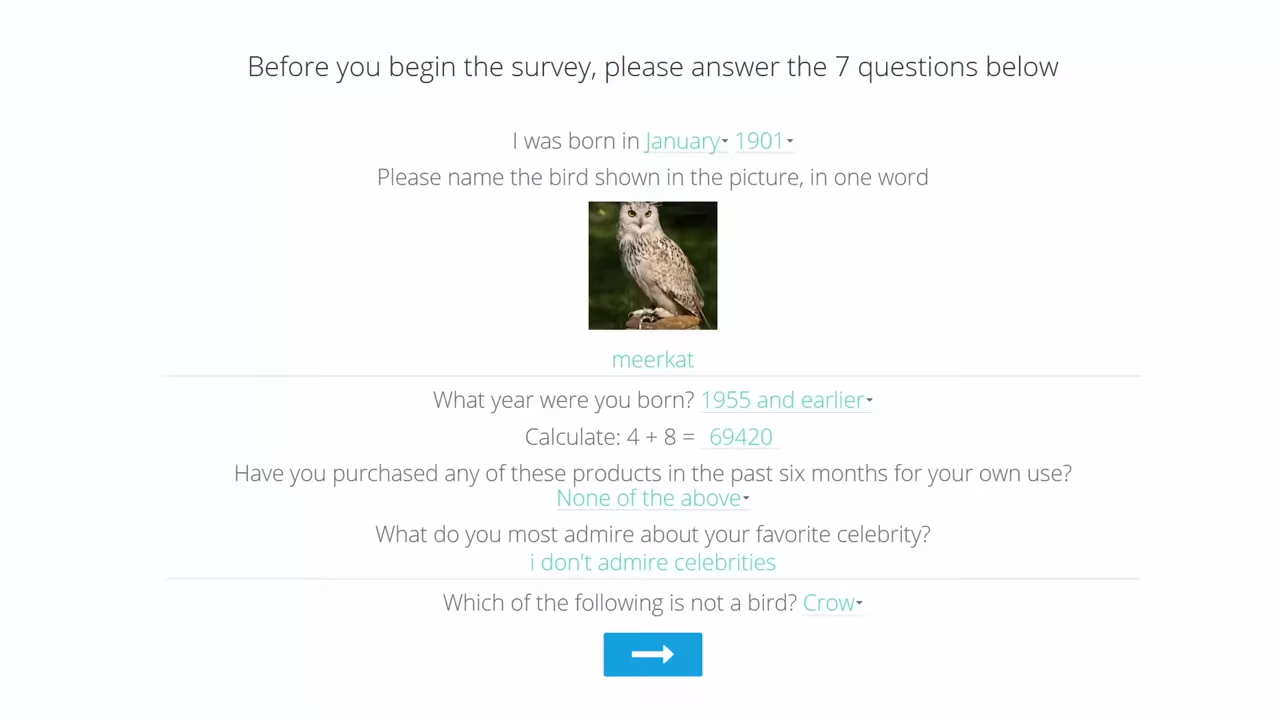 Before you begin the survey, please answer the 7 questions below
I was born in January 1901
Please name the bird shown in the picture, in one word
meerkat
What year were you born? 1955 and earlier
Calculate: 4 + 8 = 69420
Have you purchased any of these products in the past six months for your own use?
None of the above
What do you most admire about your favorite celebrity?
i don't admire celebrities
Which of the following is not a bird? Crow